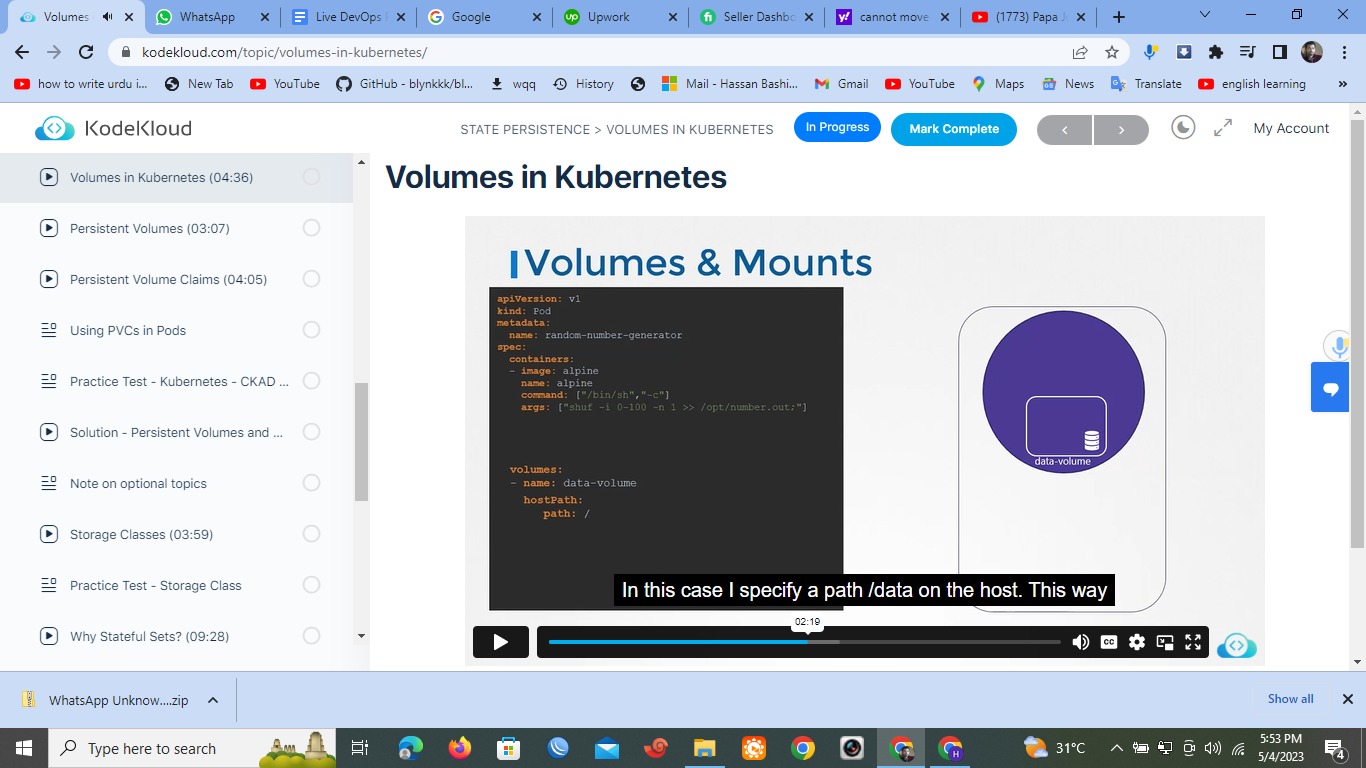 Volumes
WhatsApp
Live DevOps
Google
Upwork
Seller Dashbo
cannot move
(1773) Papa J
kodekloud.com/topic/volumes-in-kubernetes/
how to write urdu i...
New Tab
YouTube
GitHub - blynkkk/bl...
wqq
History
Mail - Hassan Bashi...
Gmail
YouTube
Maps
News
Translate
english learning
»
KodeKloud
STATE PERSISTENCE > VOLUMES IN KUBERNETES
In Progress
Mark Complete
My Account
Volumes in Kubernetes (04:36)
Persistent Volumes (03:07)
Persistent Volume Claims (04:05)
Using PVCs in Pods
Practice Test - Kubernetes - CKAD ...
Solution - Persistent Volumes and ...
Note on optional topics
Storage Classes (03:59)
Practice Test - Storage Class
Why Stateful Sets? (09:28)
Volumes in Kubernetes
Volumes & Mounts
apiVersion: v1
kind: Pod
metadata:
name: random-number-generator
spec:
containers:
- image: alpine
name: alpine
command: ["/bin/sh","-c"]
args: ["shuf -i 0-100 -n 1 >> /opt/number.out;"]
volumes:
- name: data-volume
hostPath:
path: /
data-volume
In this case I specify a path /data on the host. This way
02:19
CC
WhatsApp Unknow....zip
Show all
Type here to search
31°C
5:53 PM
5/4/2023
4